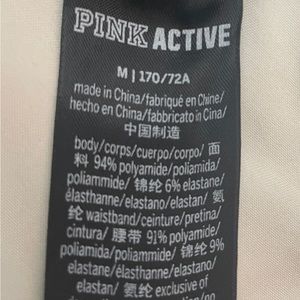 PINK ACTIVE
M | 170/72A
made in China/fabriqué en Chine/
hecho en China/fabbricato in China/
中国制造
body/corps/cuerpo/corpo/ 面
料 94% polyamide/poliamida/
poliammide/ 锦纶 6% elastane/
élasthanne/elastano/elastan/ 氨
纶 waistband/ceinture/pretina/
cintura/ 腰带 91% polyamide/
poliamida/poliammide/ 锦纶 9%
elastane/élasthanne/elastano/
elastan/ 氨纶 exclusive of